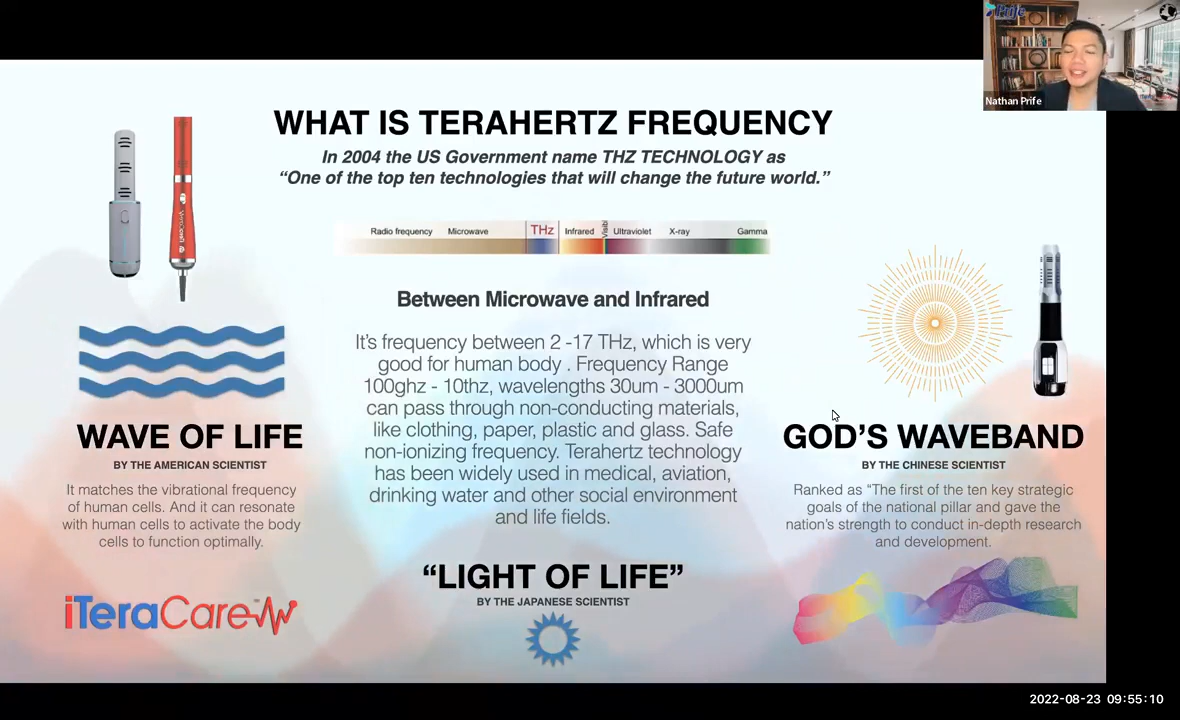 Prife
Nathan Prife
WHAT IS TERAHERTZ FREQUENCY
In 2004 the US Government name THZ TECHNOLOGY as
“One of the top ten technologies that will change the future world.”
Radio frequency Microwave THz Infrared Visibl Ultraviolet X-ray Gamma
Between Microwave and Infrared
It’s frequency between 2 -17 THz, which is very
good for human body . Frequency Range
100ghz - 10thz, wavelengths 30um - 3000um
can pass through non-conducting materials,
like clothing, paper, plastic and glass. Safe
non-ionizing frequency. Terahertz technology
has been widely used in medical, aviation,
drinking water and other social environment
and life fields.
WAVE OF LIFE
BY THE AMERICAN SCIENTIST
It matches the vibrational frequency
of human cells. And it can resonate
with human cells to activate the body
cells to function optimally.
iTeraCare
“LIGHT OF LIFE”
BY THE JAPANESE SCIENTIST
GOD’S WAVEBAND
BY THE CHINESE SCIENTIST
Ranked as “The first of the ten key strategic
goals of the national pillar and gave the
nation’s strength to conduct in-depth research
and development.
2022-08-23 09:55:10